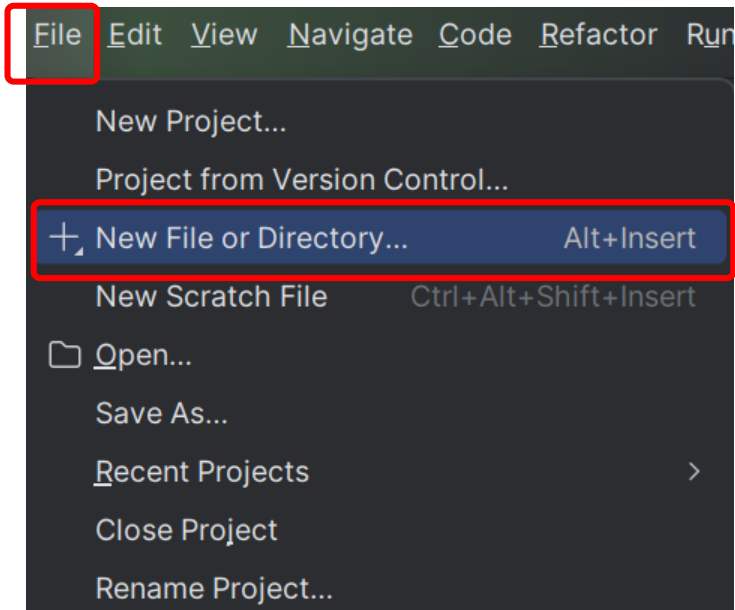 File Edit View Navigate Code Refactor Run
New Project...
Project from Version Control...
New File or Directory... Alt+Insert
New Scratch File Ctrl+Alt+Shift+Insert
Open...
Save As...
Recent Projects
Close Project
Rename Project...